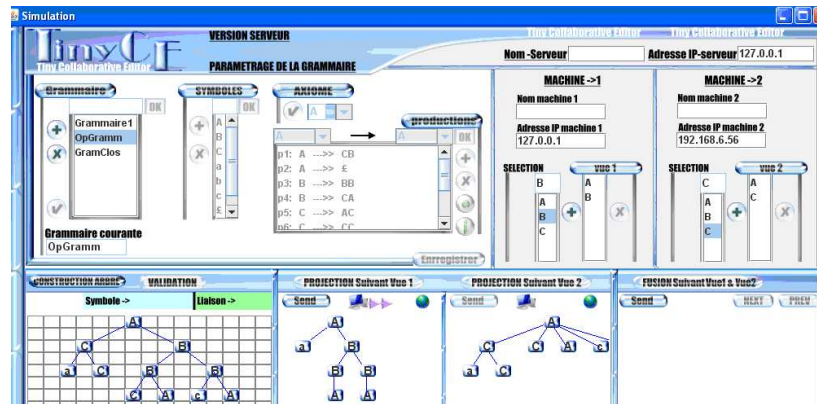 Simulation
TinyCE
Tiny Collaborative Editor
VERSION SERVEUR
PARAMETRAGE DE LA GRAMMAIRE
Tiny Collaborative Editor Tiny Collaborative Editor
Nom -Serveur
Adresse IP-serveur 127.0.0.1
Grammaire
OK
Grammaire1
OpGramm
GramClos
Grammaire courante
OpGramm
SYMBOLES
OK
A
B
C
a
b
c
£
AXIOME
A
productions
A A OK
p1: A --->> CB
p2: A --->> £
p3: B --->> BB
p4: B --->> CA
p5: C --->> AC
p6: C --->> CC
Enregistrer
MACHINE ->1
Nom machine 1
Adresse IP machine 1
127.0.0.1
SELECTION
B
A
B
C
vue 1
A
B
MACHINE ->2
Nom machine 2
Adresse IP machine 2
192.168.6.56
SELECTION
C
A
B
C
vue 2
A
C
CONSTRUCTION ARBRE VALIDATION
Symbole -> Liaison ->
A
C B
a C B B
C A c A
PROJECTION Suivant Vue 1
Send
A
a B
B B
A A
PROJECTION Suivant Vue 2
Send
A
C C A c
a C
FUSION Suivant Vue1 & Vue2
Send NEXT PREV